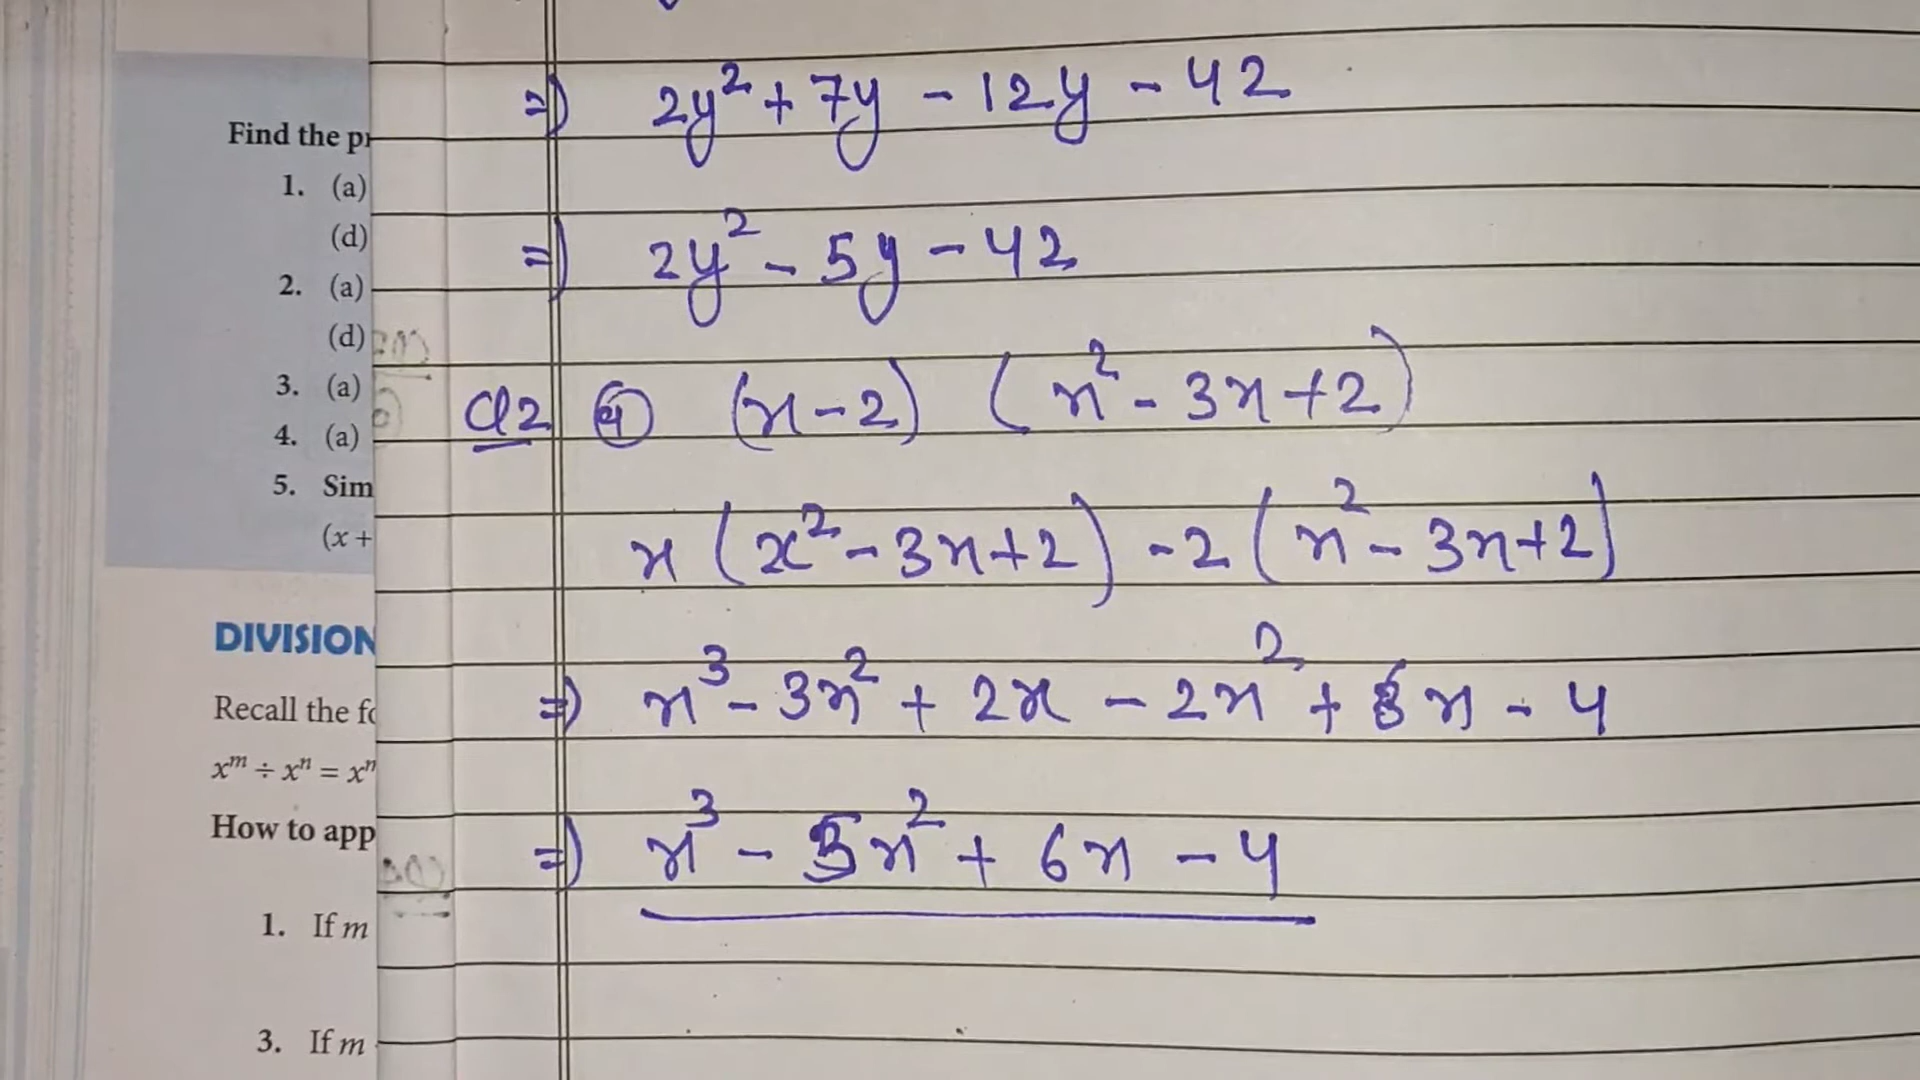 Find the
1. (a)
(d)
2. (a)
(d)
3. (a)
4. (a)
5. Sim
(x +
DIVISION
Recall the
xᵐ ÷ xⁿ = xⁿ
How to app
1. If m
3. If m
⇒ 2y² + 7y - 12y - 42
⇒ 2y² - 5y - 42
Q2 (x-2) (x² - 3x+2)
x (x² - 3x+2) -2 (x² - 3x+2)
⇒ x³ - 3x² + 2x - 2x² + x - 4
⇒ x³ - 5x² + 6x - 4